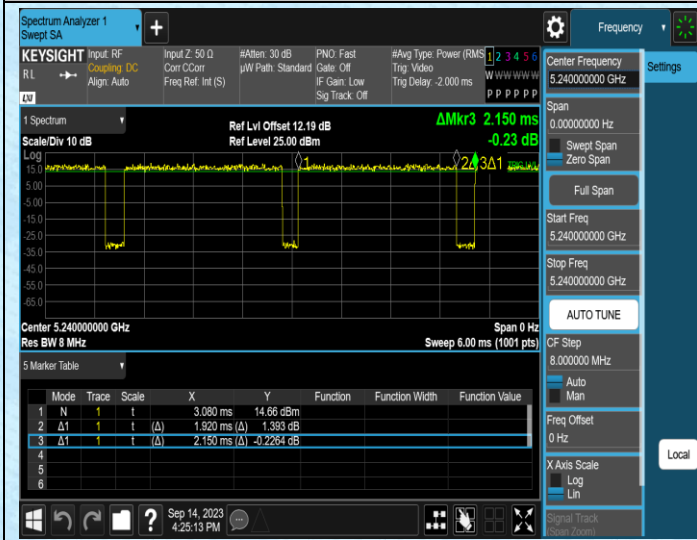 Spectrum Analyzer 1
Swept SA
Frequency
KEYSIGHT
RL
LXI
Input: RF
Coupling: DC
Align: Auto
Input Z: 50 Ω
Corr CCorr
Freq Ref: Int (S)
#Atten: 30 dB
µW Path: Standard
PNO: Fast
Gate: Off
IF Gain: Low
Sig Track: Off
#Avg Type: Power (RMS
Trig: Video
Trig Delay: -2.000 ms
1 2 3 4 5 6
W W W W W W
P P P P P P
Center Frequency
5.240000000 GHz
Settings
Span
0.00000000 Hz
Swept Span
Zero Span
Full Span
Start Freq
5.240000000 GHz
Stop Freq
5.240000000 GHz
AUTO TUNE
CF Step
8.000000 MHz
Auto
Man
Freq Offset
0 Hz
X Axis Scale
Log
Lin
Local
Signal Track
(Span Zoom)
1 Spectrum
Scale/Div 10 dB
Log
Ref Lvl Offset 12.19 dB
Ref Level 25.00 dBm
ΔMkr3 2.150 ms
-0.23 dB
1
2Δ
3Δ1
15.0
5.00
-5.00
-15.0
-25.0
-35.0
-45.0
-55.0
-65.0
Center 5.240000000 GHz
Res BW 8 MHz
Span 0 Hz
Sweep 6.00 ms (1001 pts)
5 Marker Table
Mode Trace Scale X Y Function Function Width Function Value
1 N 1 t 3.080 ms 14.66 dBm
2 Δ1 1 t (Δ) 1.920 ms (Δ) 1.393 dB
3 Δ1 1 t (Δ) 2.150 ms (Δ) -0.2264 dB
4
5
6
Sep 14, 2023
4:25:13 PM